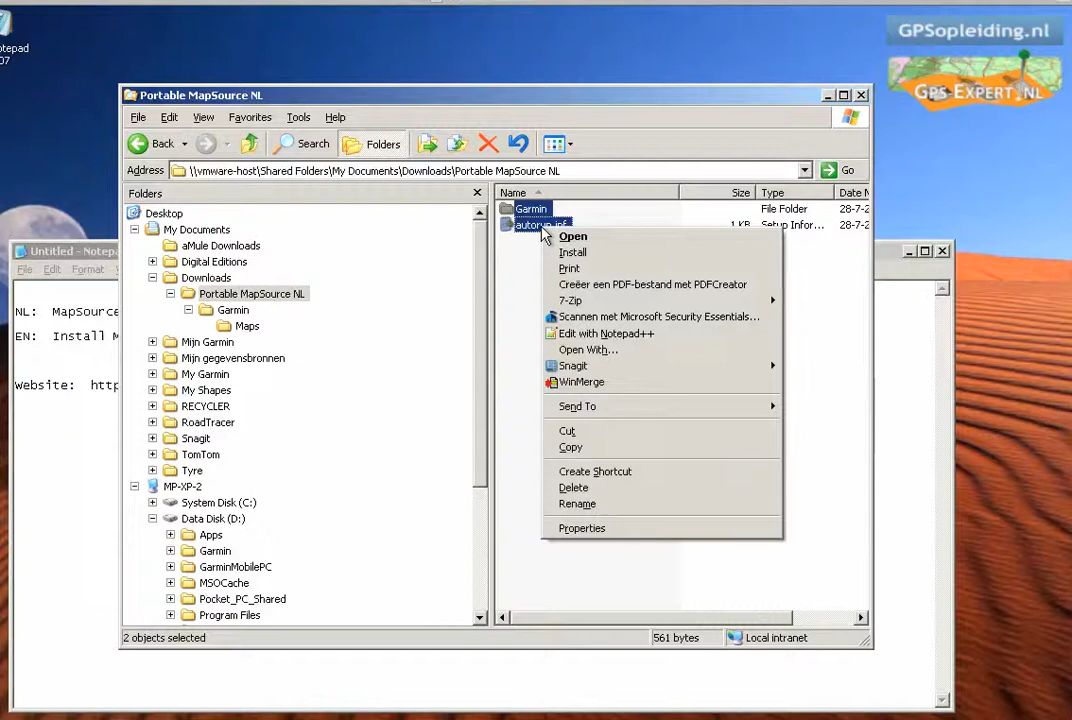 otepad
07
GPSopleiding.nl
GPS-EXPERT.NL
Portable MapSource NL
File Edit View Favorites Tools Help
Back Search Folders
Address \\vmware-host\Shared Folders\My Documents\Downloads\Portable MapSource NL Go
Folders
Name Size Type Date N
Desktop
My Documents
aMule Downloads
Digital Editions
Downloads
Portable MapSource NL
Garmin
Maps
Mijn Garmin
Mijn gegevensbronnen
My Garmin
My Shapes
RECYCLER
RoadTracer
Snagit
TomTom
Tyre
MP-XP-2
System Disk (C:)
Data Disk (D:)
Apps
Garmin
GarminMobilePC
MSOCache
Pocket_PC_Shared
Program Files
Garmin File Folder 28-7-2
autorun.inf 1 KB Setup Infor... 28-7-2
Open
Install
Print
Creëer een PDF-bestand met PDFCreator
7-Zip
Scannen met Microsoft Security Essentials...
Edit with Notepad++
Open With...
Snagit
WinMerge
Send To
Cut
Copy
Create Shortcut
Delete
Rename
Properties
2 objects selected 561 bytes Local intranet
Untitled - Notep
File Edit Format
NL: MapSource
EN: Install M
Website: http